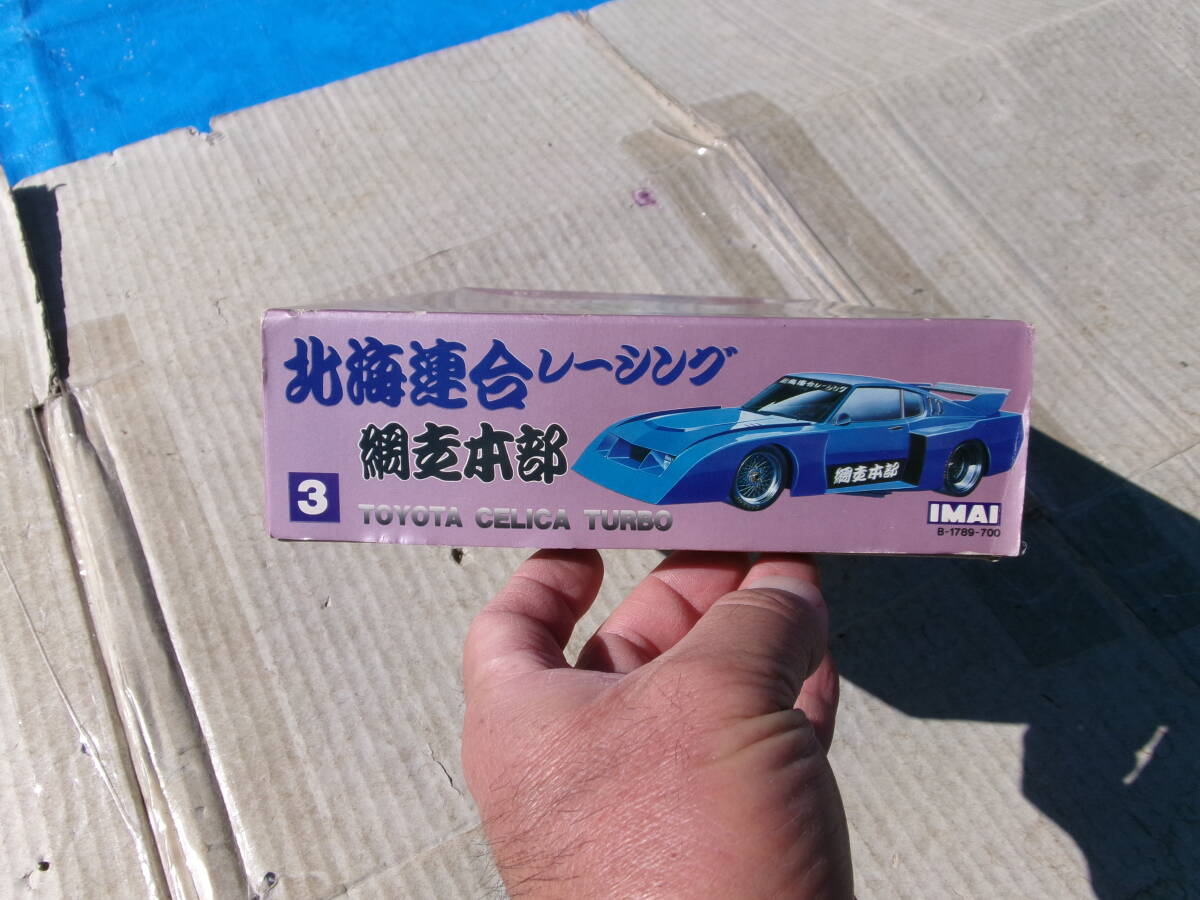 北海連合レーシング
網走本部
3
TOYOTA CELICA TURBO
北海連合レーシング
網走本部
IMAI
B-1789-700